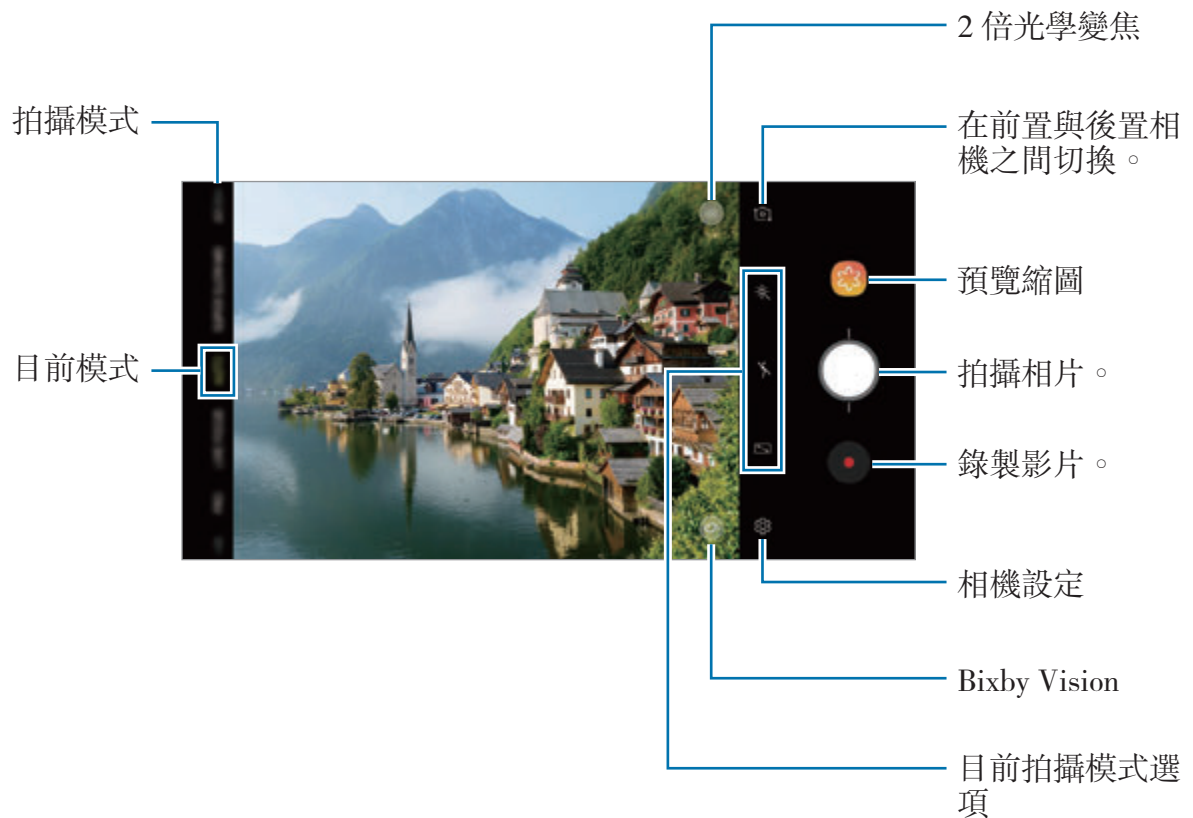 2 倍光學變焦
拍攝模式
在前置與後置相
機之間切換。
預覽縮圖
目前模式
拍攝相片。
錄製影片。
相機設定
Bixby Vision
目前拍攝模式選
項